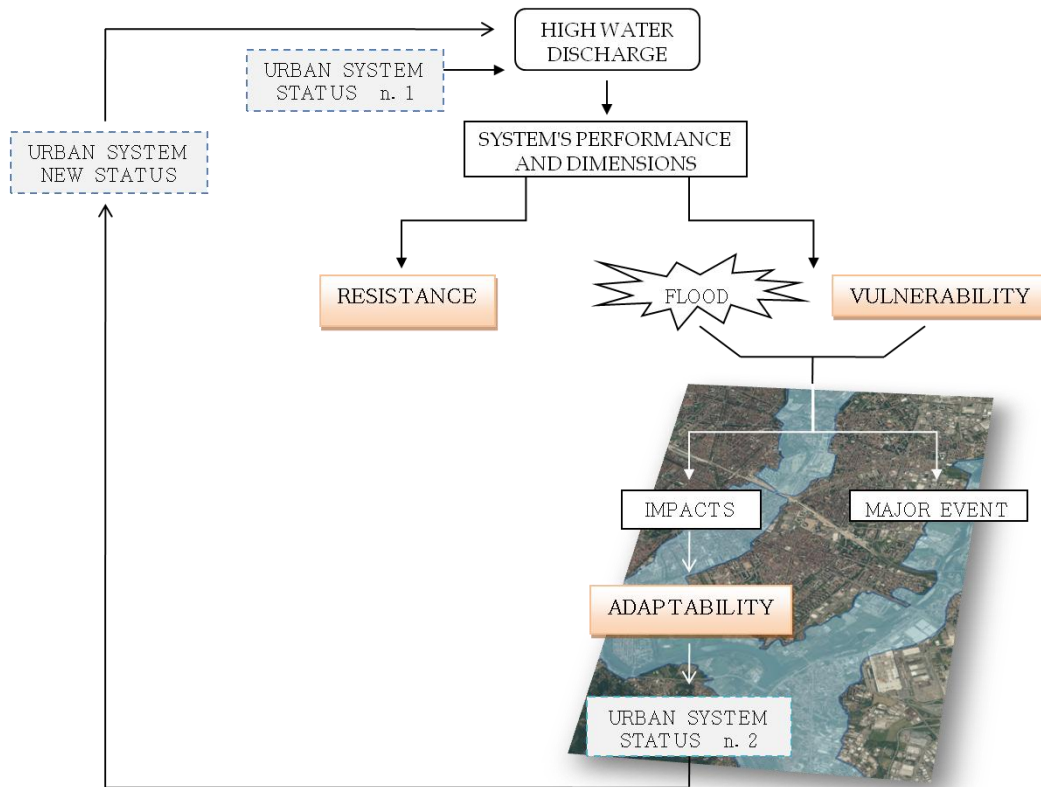 HIGH WATER
DISCHARGE
URBAN SYSTEM
STATUS n. 1
SYSTEM'S PERFORMANCE
AND DIMENSIONS
URBAN SYSTEM
NEW STATUS
RESISTANCE
FLOOD
VULNERABILITY
IMPACTS
MAJOR EVENT
ADAPTABILITY
URBAN SYSTEM
STATUS n. 2